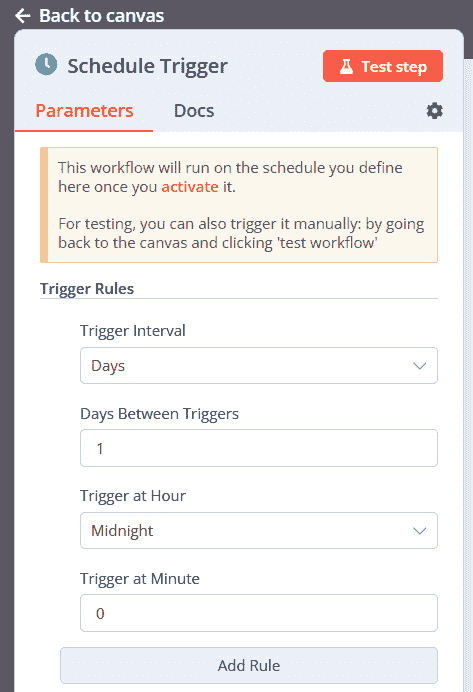 Back to canvas
Schedule Trigger
Test step
Parameters
Docs
This workflow will run on the schedule you define
here once you activate it.
For testing, you can also trigger it manually: by going
back to the canvas and clicking 'test workflow'
Trigger Rules
Trigger Interval
Days
Days Between Triggers
1
Trigger at Hour
Midnight
Trigger at Minute
0
Add Rule